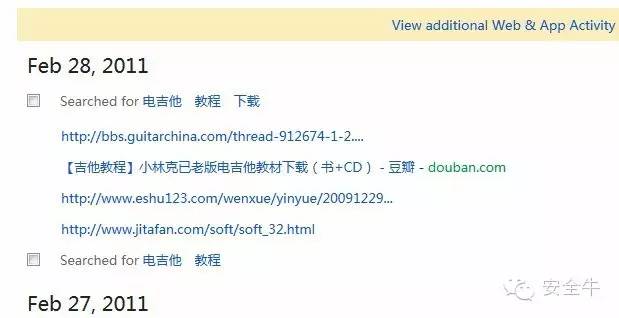 View additional Web & App Activity
Feb 28, 2011
Searched for 电吉他 教程 下载
http://bbs.guitarchina.com/thread-912674-1-2....
【吉他教程】小林克已老版电吉他教材下载（书+CD） - 豆瓣 - douban.com
http://www.eshu123.com/wenxue/yinyue/20091229...
http://www.jitafan.com/soft/soft_32.html
Searched for 电吉他 教程
Feb 27, 2011
安全牛